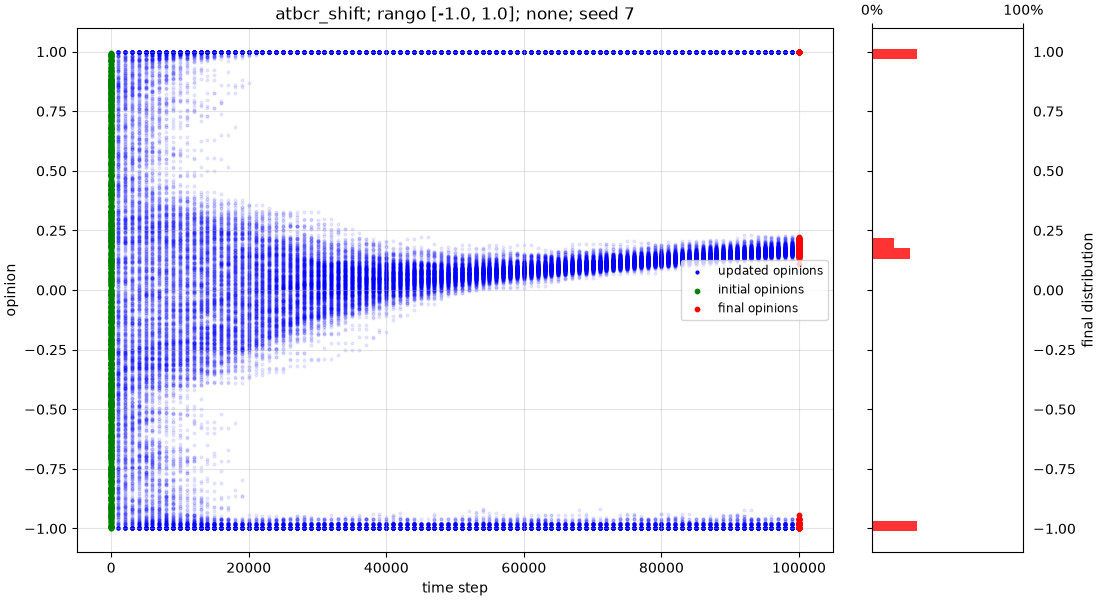 atbcr_shift; rango [-1.0, 1.0]; none; seed 7
0% 100%
1.00
0.75
0.50
0.25
0.00
−0.25
−0.50
−0.75
−1.00
opinion
updated opinions
initial opinions
final opinions
0 20000 40000 60000 80000 100000
time step
1.00
0.75
0.50
0.25
0.00
−0.25
−0.50
−0.75
−1.00
final distribution